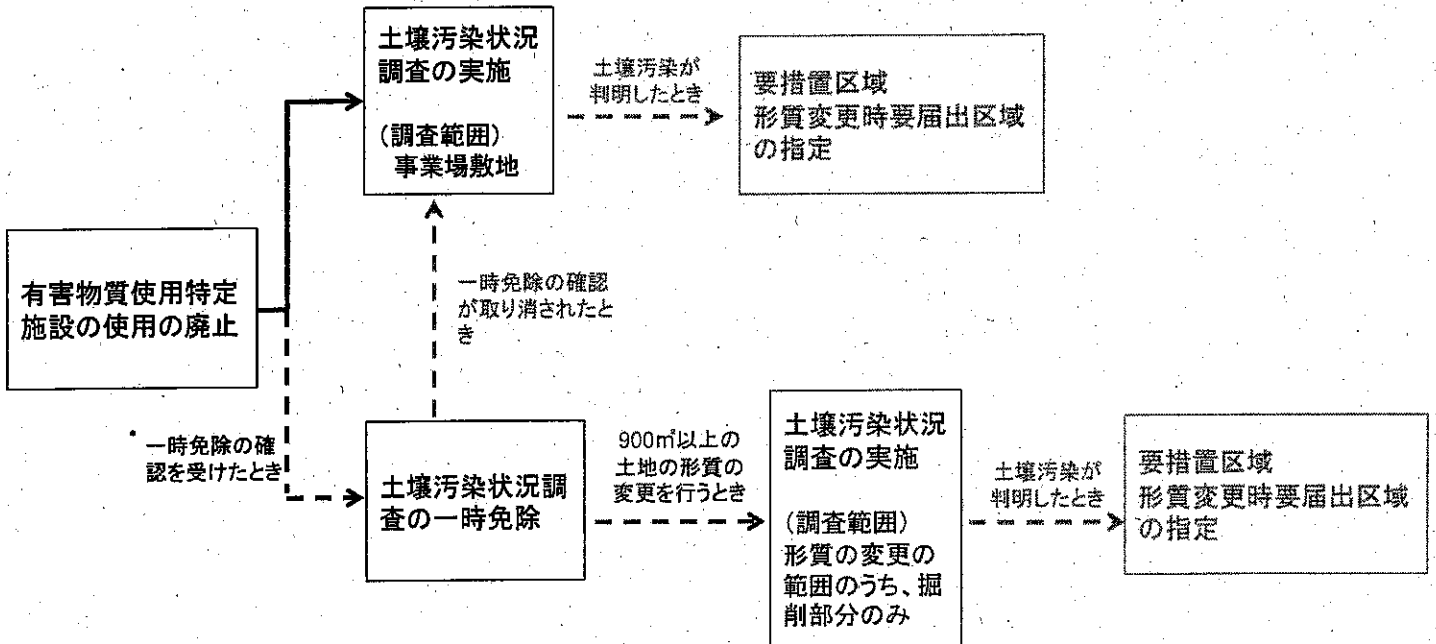 土壌汚染状況
調査の実施
(調査範囲)
事業場敷地
土壌汚染が
判明したとき
要措置区域
形質変更時要届出区域
の指定
有害物質使用特定
施設の使用の廃止
一時免除の確認
が取り消されたと
き
一時免除の確
認を受けたとき
土壌汚染状況調
査の一時免除
900㎡以上の
土地の形質の
変更を行うとき
土壌汚染状況
調査の実施
(調査範囲)
形質の変更の
範囲のうち、掘
削部分のみ
土壌汚染が
判明したとき
要措置区域
形質変更時要届出区域
の指定